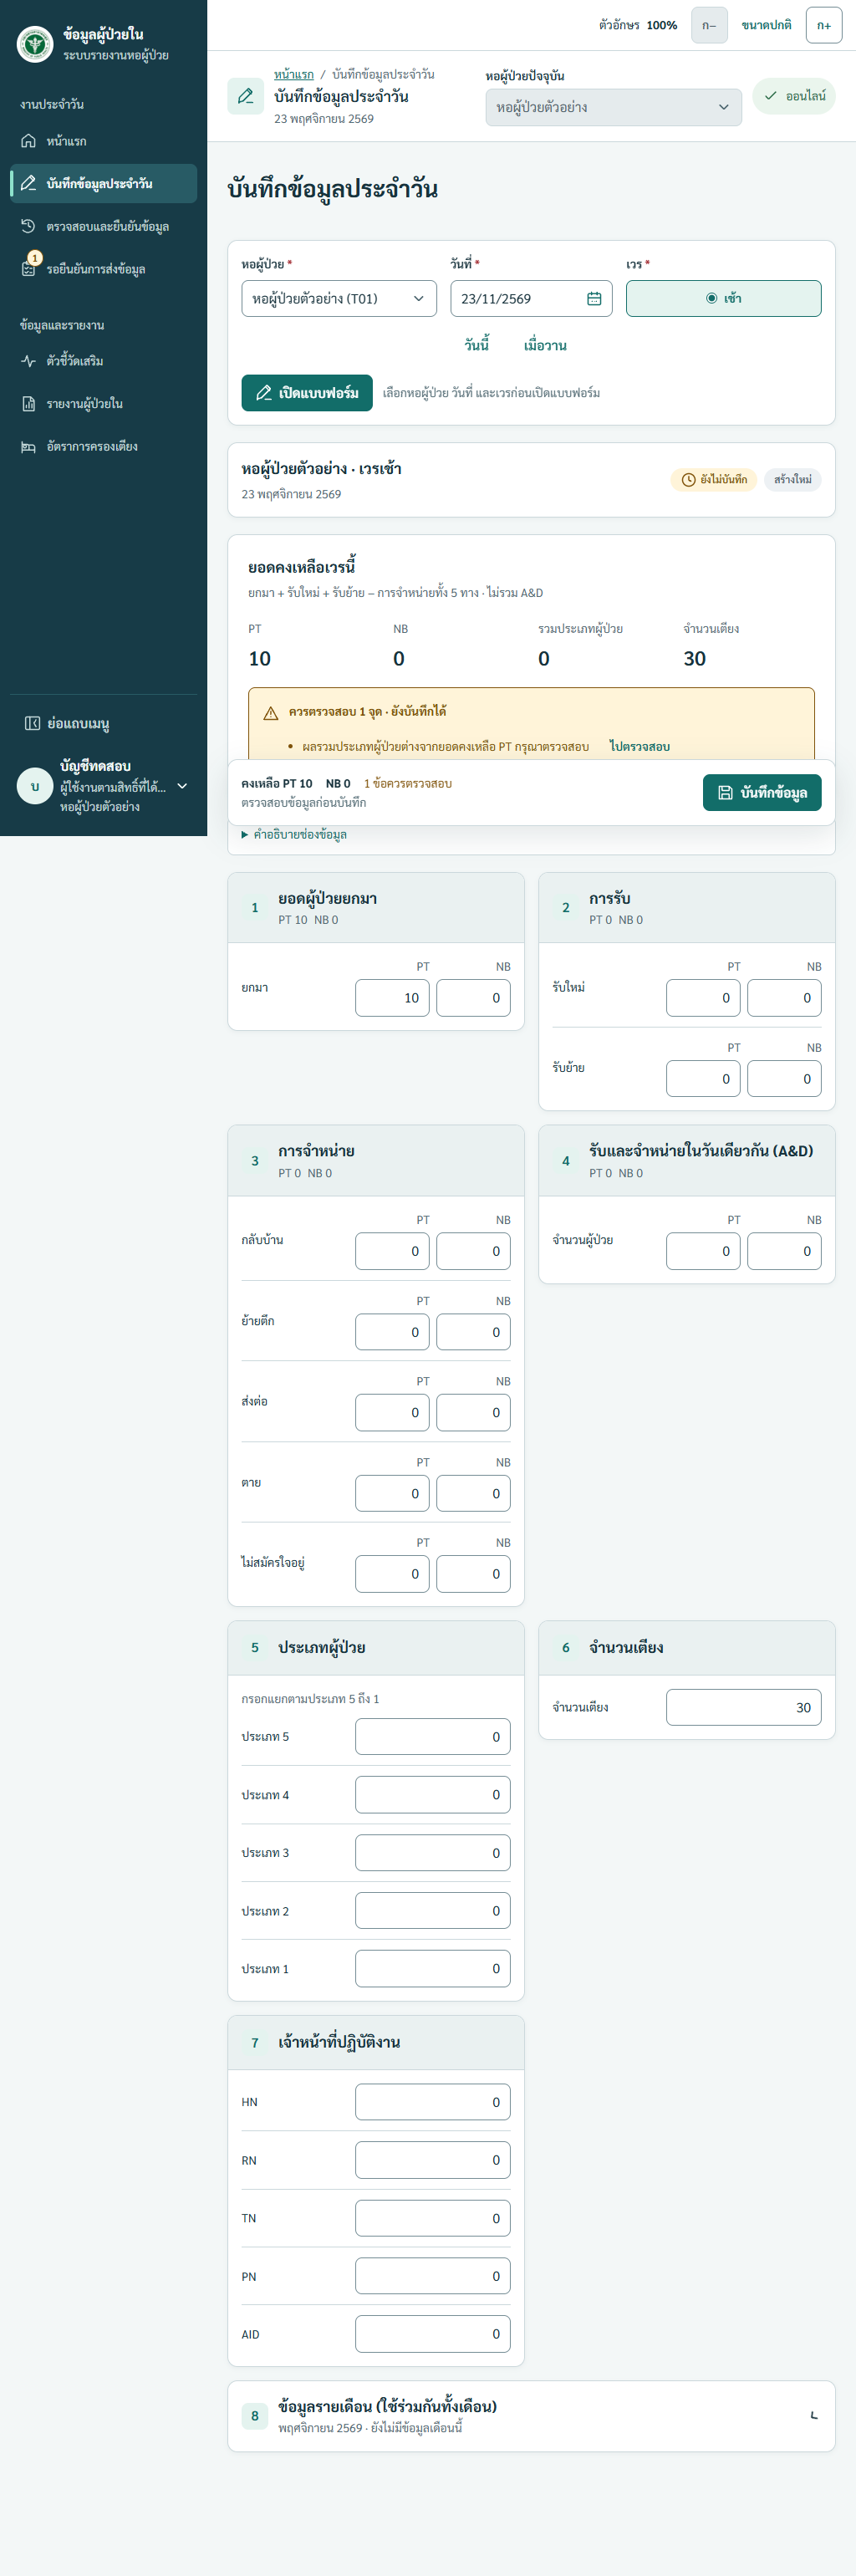 ข้อมูลผู้ป่วยใน
ระบบรายงานหอผู้ป่วย
งานประจำวัน
หน้าแรก
บันทึกข้อมูลประจำวัน
ตรวจสอบและยืนยันข้อมูล
1
รอยืนยันการส่งข้อมูล
ข้อมูลและรายงาน
ตัวชี้วัดเสริม
รายงานผู้ป่วยใน
อัตราการครองเตียง
ย่อแถบเมนู
บ
บัญชีทดสอบ
ผู้ใช้งานตามสิทธิ์ที่ได้...
หอผู้ป่วยตัวอย่าง
ตัวอักษร 100% ก− ขนาดปกติ ก+
หน้าแรก / บันทึกข้อมูลประจำวัน
บันทึกข้อมูลประจำวัน
23 พฤศจิกายน 2569
หอผู้ป่วยปัจจุบัน
หอผู้ป่วยตัวอย่าง
ออนไลน์
บันทึกข้อมูลประจำวัน
หอผู้ป่วย * วันที่ * เวร *
หอผู้ป่วยตัวอย่าง (T01) 23/11/2569 เช้า
วันนี้ เมื่อวาน
เปิดแบบฟอร์ม เลือกหอผู้ป่วย วันที่ และเวรก่อนเปิดแบบฟอร์ม
หอผู้ป่วยตัวอย่าง · เวรเช้า
23 พฤศจิกายน 2569
ยังไม่บันทึก สร้างใหม่
ยอดคงเหลือเวรนี้
ยกมา + รับใหม่ + รับย้าย − การจำหน่ายทั้ง 5 ทาง · ไม่รวม A&D
PT NB รวมประเภทผู้ป่วย จำนวนเตียง
10 0 0 30
ควรตรวจสอบ 1 จุด · ยังบันทึกได้
• ผลรวมประเภทผู้ป่วยต่างจากยอดคงเหลือ PT กรุณาตรวจสอบ ไปตรวจสอบ
คงเหลือ PT 10 NB 0 1 ข้อควรตรวจสอบ
ตรวจสอบข้อมูลก่อนบันทึก
บันทึกข้อมูล
คำอธิบายช่องข้อมูล
1 ยอดผู้ป่วยยกมา
PT 10 NB 0
PT NB
ยกมา 10 0
2 การรับ
PT 0 NB 0
PT NB
รับใหม่ 0 0
PT NB
รับย้าย 0 0
3 การจำหน่าย
PT 0 NB 0
PT NB
กลับบ้าน 0 0
PT NB
ย้ายตึก 0 0
PT NB
ส่งต่อ 0 0
PT NB
ตาย 0 0
PT NB
ไม่สมัครใจอยู่ 0 0
4 รับและจำหน่ายในวันเดียวกัน (A&D)
PT 0 NB 0
PT NB
จำนวนผู้ป่วย 0 0
5 ประเภทผู้ป่วย
กรอกแยกตามประเภท 5 ถึง 1
ประเภท 5 0
ประเภท 4 0
ประเภท 3 0
ประเภท 2 0
ประเภท 1 0
6 จำนวนเตียง
จำนวนเตียง 30
7 เจ้าหน้าที่ปฏิบัติงาน
HN 0
RN 0
TN 0
PN 0
AID 0
8 ข้อมูลรายเดือน (ใช้ร่วมกันทั้งเดือน)
พฤศจิกายน 2569 · ยังไม่มีข้อมูลเดือนนี้